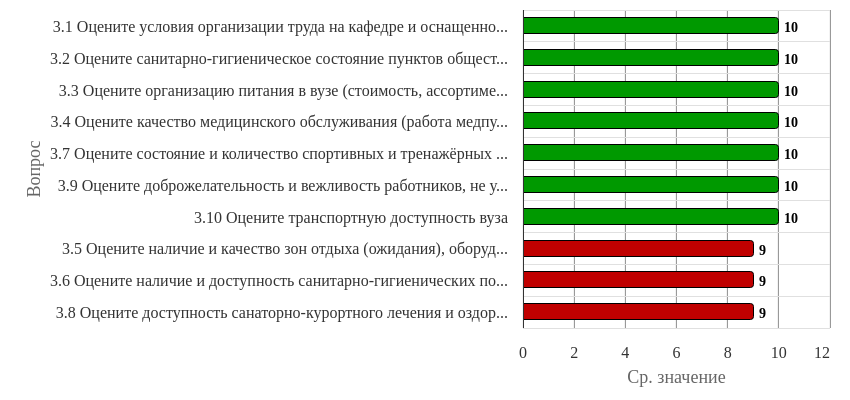 3.1 Оцените условия организации труда на кафедре и оснащенно... 10
3.2 Оцените санитарно-гигиеническое состояние пунктов общест... 10
3.3 Оцените организацию питания в вузе (стоимость, ассортиме... 10
3.4 Оцените качество медицинского обслуживания (работа медпу... 10
3.7 Оцените состояние и количество спортивных и тренажёрных ... 10
3.9 Оцените доброжелательность и вежливость работников, не у... 10
3.10 Оцените транспортную доступность вуза 10
3.5 Оцените наличие и качество зон отдыха (ожидания), оборуд... 9
3.6 Оцените наличие и доступность санитарно-гигиенических по... 9
3.8 Оцените доступность санаторно-курортного лечения и оздор... 9
Вопрос
0 2 4 6 8 10 12
Ср. значение